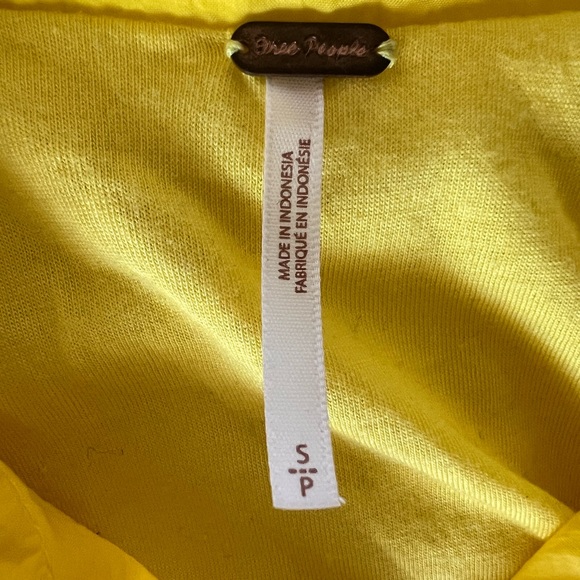 Free People
MADE IN INDONESIA
FABRIQUÉ EN INDONÉSIE
S
P